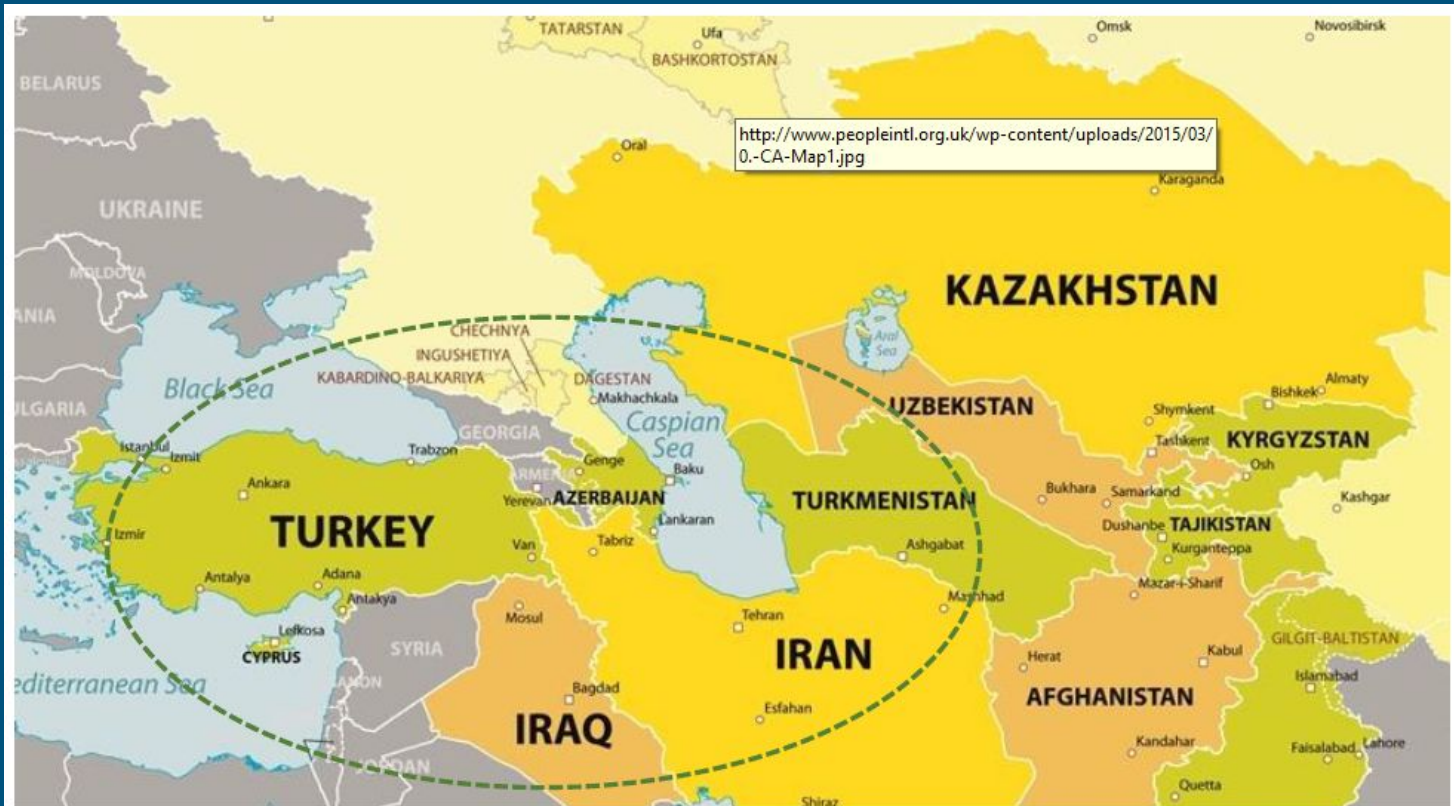 TATARSTAN
Ufa
BASHKORTOSTAN
Omsk
Novosibirsk
BELARUS
http://www.peopleintl.org.uk/wp-content/uploads/2015/03/
0.-CA-Map1.jpg
Oral
Karaganda
UKRAINE
MOLDOVA
ANIA
KAZAKHSTAN
CHECHNYA
INGUSHETIYA
KABARDINO-BALKARIYA
DAGESTAN
Makhachkala
Black Sea
Caspian
Sea
Aral
Sea
ULGARIA
GEORGIA
UZBEKISTAN
Shymkent
Bishkek
Almaty
Tashkent
KYRGYZSTAN
Osh
Istanbul
Izmit
Trabzon
Genge
Baku
ARMENIA
Yerevan
AZERBAIJAN
Ankara
TURKEY
TURKMENISTAN
Bukhara
Samarkand
Kashgar
Lankaran
Dushanbe
TAJIKISTAN
Kurganteppa
Izmir
Van
Tabriz
Ashgabat
Antalya
Adana
Antakya
Mosul
Tehran
Mashhad
Mazar-i-Sharif
Lefkosa
CYPRUS
SYRIA
IRAN
GILGIT-BALTISTAN
Herat
Kabul
Islamabad
editerranean Sea
ANON
Bagdad
AFGHANISTAN
IRAQ
Esfahan
Kandahar
Faisalabad
Lahore
JORDAN
Quetta
Shiraz